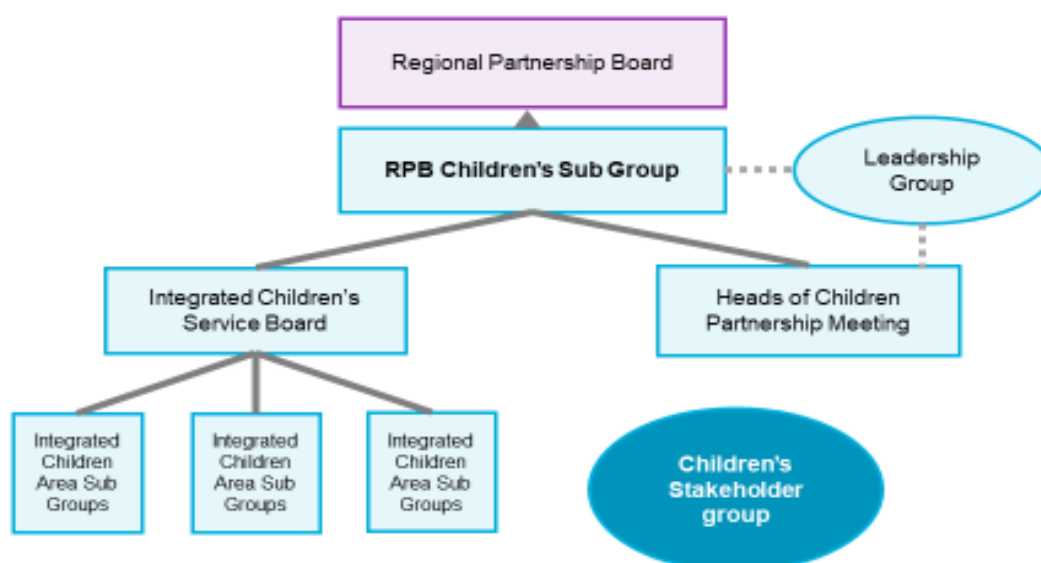 Regional Partnership Board
RPB Children's Sub Group
Leadership
Group
Integrated Children's
Service Board
Heads of Children
Partnership Meeting
Integrated
Children
Area Sub
Groups
Integrated
Children
Area Sub
Groups
Integrated
Children
Area Sub
Groups
Children's
Stakeholder
group